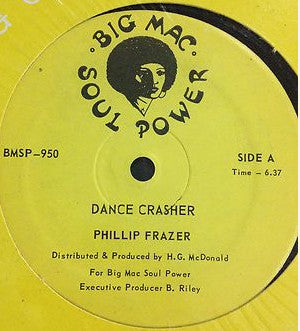 BIG MAC
SOUL POWER
BMSP-950
SIDE A
Time - 6.37
DANCE CRASHER
PHILLIP FRAZER
Distributed & Produced by H.G. McDonald
For Big Mac Soul Power
Executive Producer B. Riley